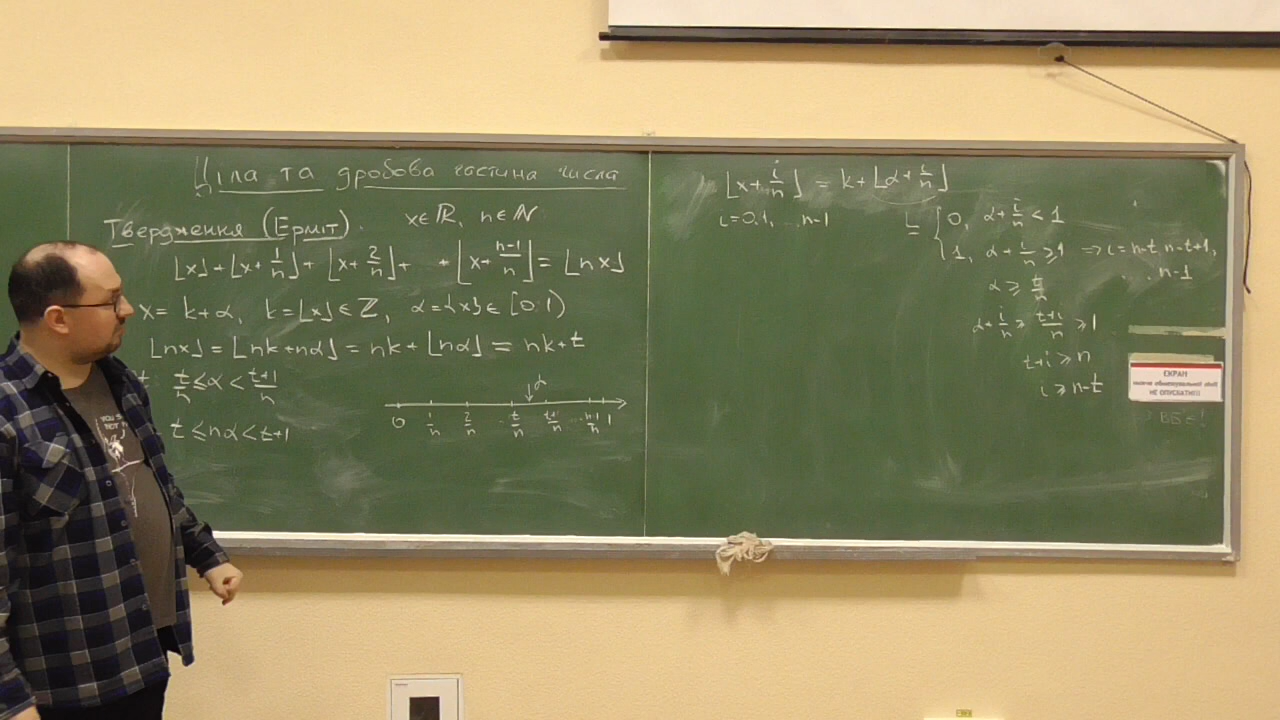 Ціла та дробова частина числа
Твердження (Ерміт). x∈ℝ, n∈ℕ
⌊x⌋+⌊x+1/n⌋+⌊x+2/n⌋+ +⌊x+n-1/n⌋=⌊nx⌋
x= k+α, k=⌊x⌋∈ℤ, α={x}∈[0.1)
⌊nx⌋=⌊nk+nα⌋=nk+⌊nα⌋=nk+t
t t/n≤α<t+1/n
α
0 1/n 2/n t/n t+1/n n-1/n 1
t≤nα<t+1
⌊x+i/n⌋=k+⌊α+i/n⌋
i=0,1, n-1
0, α+i/n<1
1, α+i/n≥1 ⇒i=n-t, n-t+1,
n-1
α≥
α+i/n≥t+i/n≥1
t+i≥n
i≥n-t
ЕКРАН
НЕ ОПУСКАТИ!!!
YOU
NOT